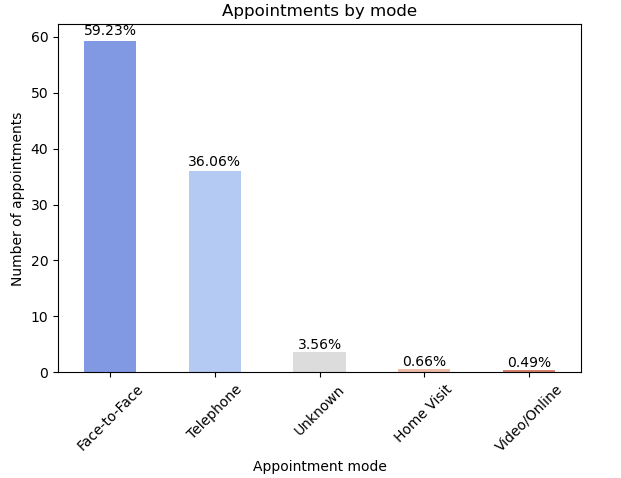 Appointments by mode
Number of appointments
60
50
40
30
20
10
0
59.23%
36.06%
3.56%
0.66%
0.49%
Face-to-Face
Telephone
Unknown
Home Visit
Video/Online
Appointment mode